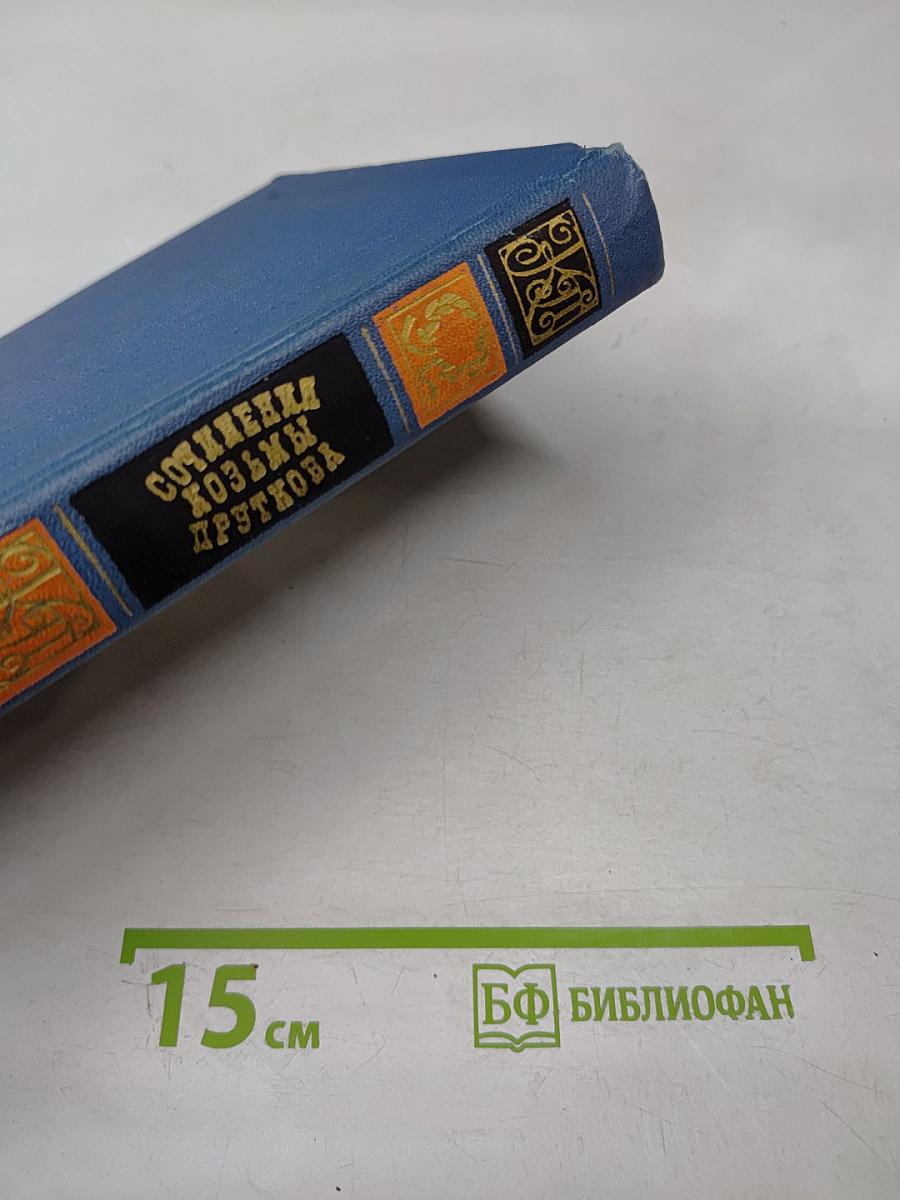 СОЧИНЕНИЯ
КОЗЬМЫ
ПРУТКОВА
15 см
БФ БИБЛИОФАН